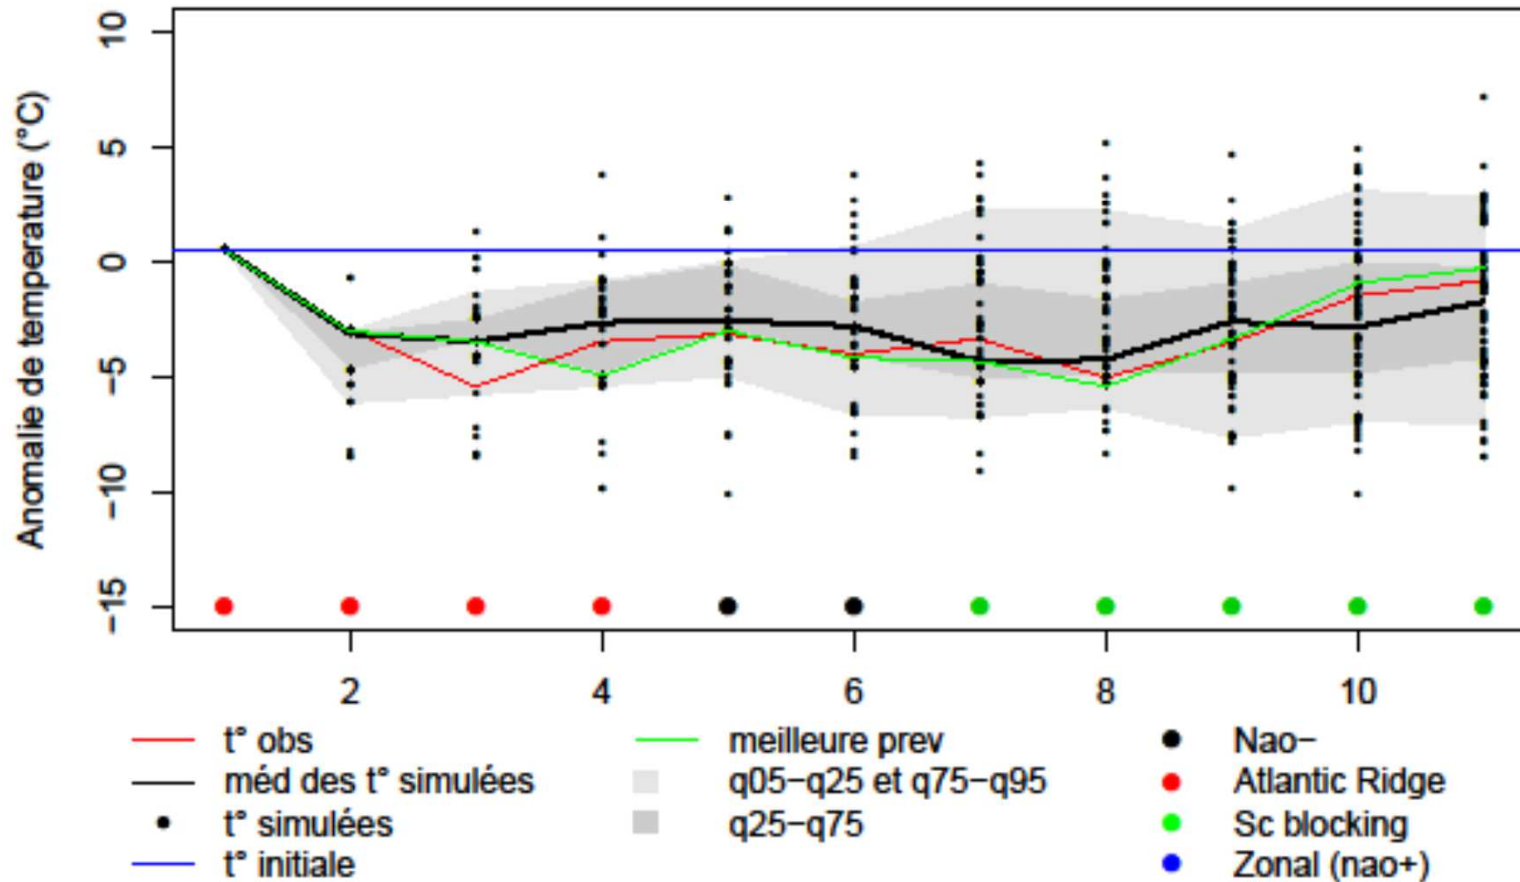 Anomalie de temperature (°C)
10
5
0
−5
−10
−15
2 4 6 8 10
t° obs
méd des t° simulées
t° simulées
t° initiale
meilleure prev
q05−q25 et q75−q95
q25−q75
Nao−
Atlantic Ridge
Sc blocking
Zonal (nao+)